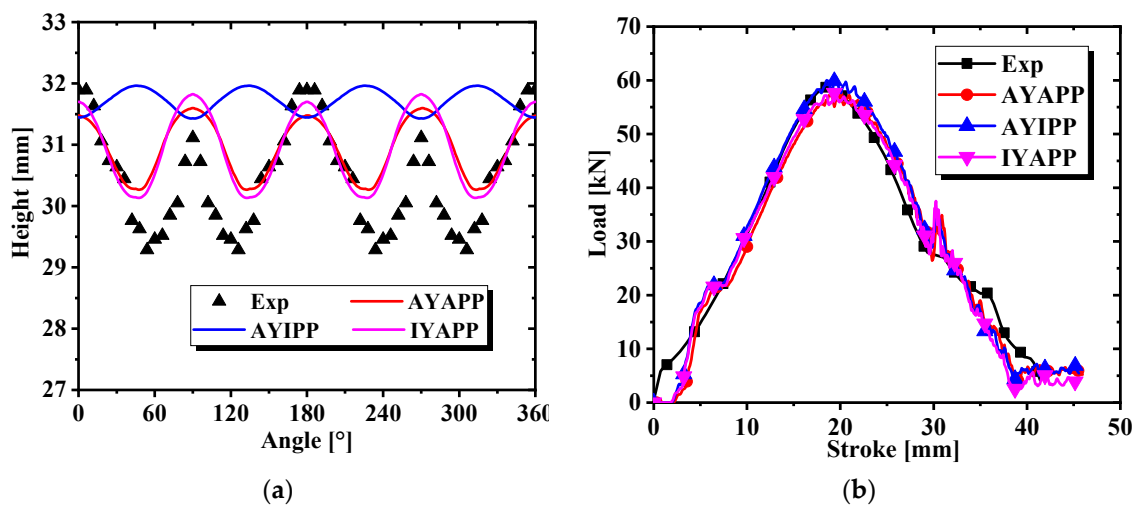 33
32
31
30
29
28
27
Height [mm]
Exp
AYAPP
AYIPP
IYAPP
0 60 120 180 240 300 360
Angle [°]
(a)
70
60
50
40
30
20
10
0
Load [kN]
Exp
AYAPP
AYIPP
IYAPP
0 10 20 30 40 50
Stroke [mm]
(b)